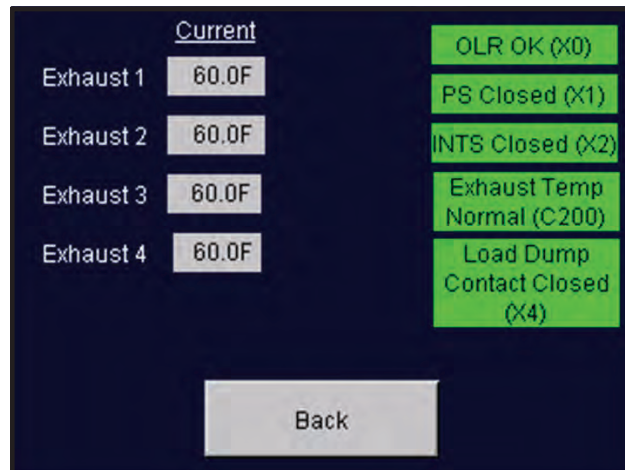 Current
Exhaust 1 60.0F
Exhaust 2 60.0F
Exhaust 3 60.0F
Exhaust 4 60.0F
OLR OK (X0)
PS Closed (X1)
INTS Closed (X2)
Exhaust Temp
Normal (C200)
Load Dump
Contact Closed
(X4)
Back